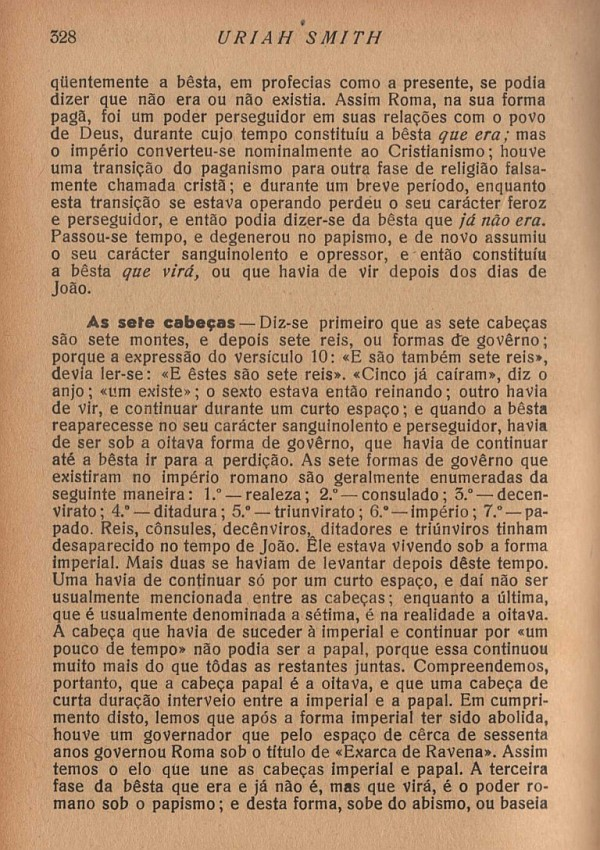 328 URIAH SMITH
qüentemente a bêsta, em profecias como a presente, se podia
dizer que não era ou não existia. Assim Roma, na sua forma
pagã, foi um poder perseguidor em suas relações com o povo
de Deus, durante cujo tempo constituíu a bêsta que era; mas
o império converteu-se nominalmente ao Cristianismo; houve
uma transição do paganismo para outra fase de religião falsa-
mente chamada cristã; e durante um breve período, enquanto
esta transição se estava operando perdeu o seu carácter feroz
e perseguidor, e então podia dizer-se da bêsta que já não era.
Passou-se tempo, e degenerou no papismo, e de novo assumiu
o seu carácter sanguinolento e opressor, e então constituíu
a bêsta que virá, ou que havia de vir depois dos dias de
João.
As sete cabeças — Diz-se primeiro que as sete cabeças
são sete montes, e depois sete reis, ou formas de govêrno;
porque a expressão do versículo 10: «E são também sete reis»,
devia ler-se: «E êstes são sete reis». «Cinco já caíram», diz o
anjo; «um existe»; o sexto estava então reinando; outro havia
de vir, e continuar durante um curto espaço; e quando a bêsta
reaparecesse no seu carácter sanguinolento e perseguidor, havia
de ser sob a oitava forma de govêrno, que havia de continuar
até a bêsta ir para a perdição. As sete formas de govêrno que
existiram no império romano são geralmente enumeradas da
seguinte maneira: 1.º — realeza; 2.º — consulado; 3.º — decen-
virato; 4.º — ditadura; 5.º — triunvirato; 6.º — império; 7.º — pa-
pado. Reis, cônsules, decênviros, ditadores e triúnviros tinham
desaparecido no tempo de João. Êle estava vivendo sob a forma
imperial. Mais duas se haviam de levantar depois dêste tempo.
Uma havia de continuar só por um curto espaço, e daí não ser
usualmente mencionada entre as cabeças; enquanto a última,
que é usualmente denominada a sétima, é na realidade a oitava.
A cabeça que havia de suceder à imperial e continuar por «um
pouco de tempo» não podia ser a papal, porque essa continuou
muito mais do que tôdas as restantes juntas. Compreendemos,
portanto, que a cabeça papal é a oitava, e que uma cabeça de
curta duração interveio entre a imperial e a papal. Em cumpri-
mento disto, lemos que após a forma imperial ter sido abolida,
houve um governador que pelo espaço de cêrca de sessenta
anos governou Roma sob o título de «Exarca de Ravena». Assim
temos o elo que une as cabeças imperial e papal. A terceira
fase da bêsta que era e já não é, mas que virá, é o poder ro-
mano sob o papismo; e desta forma, sobe do abismo, ou baseia